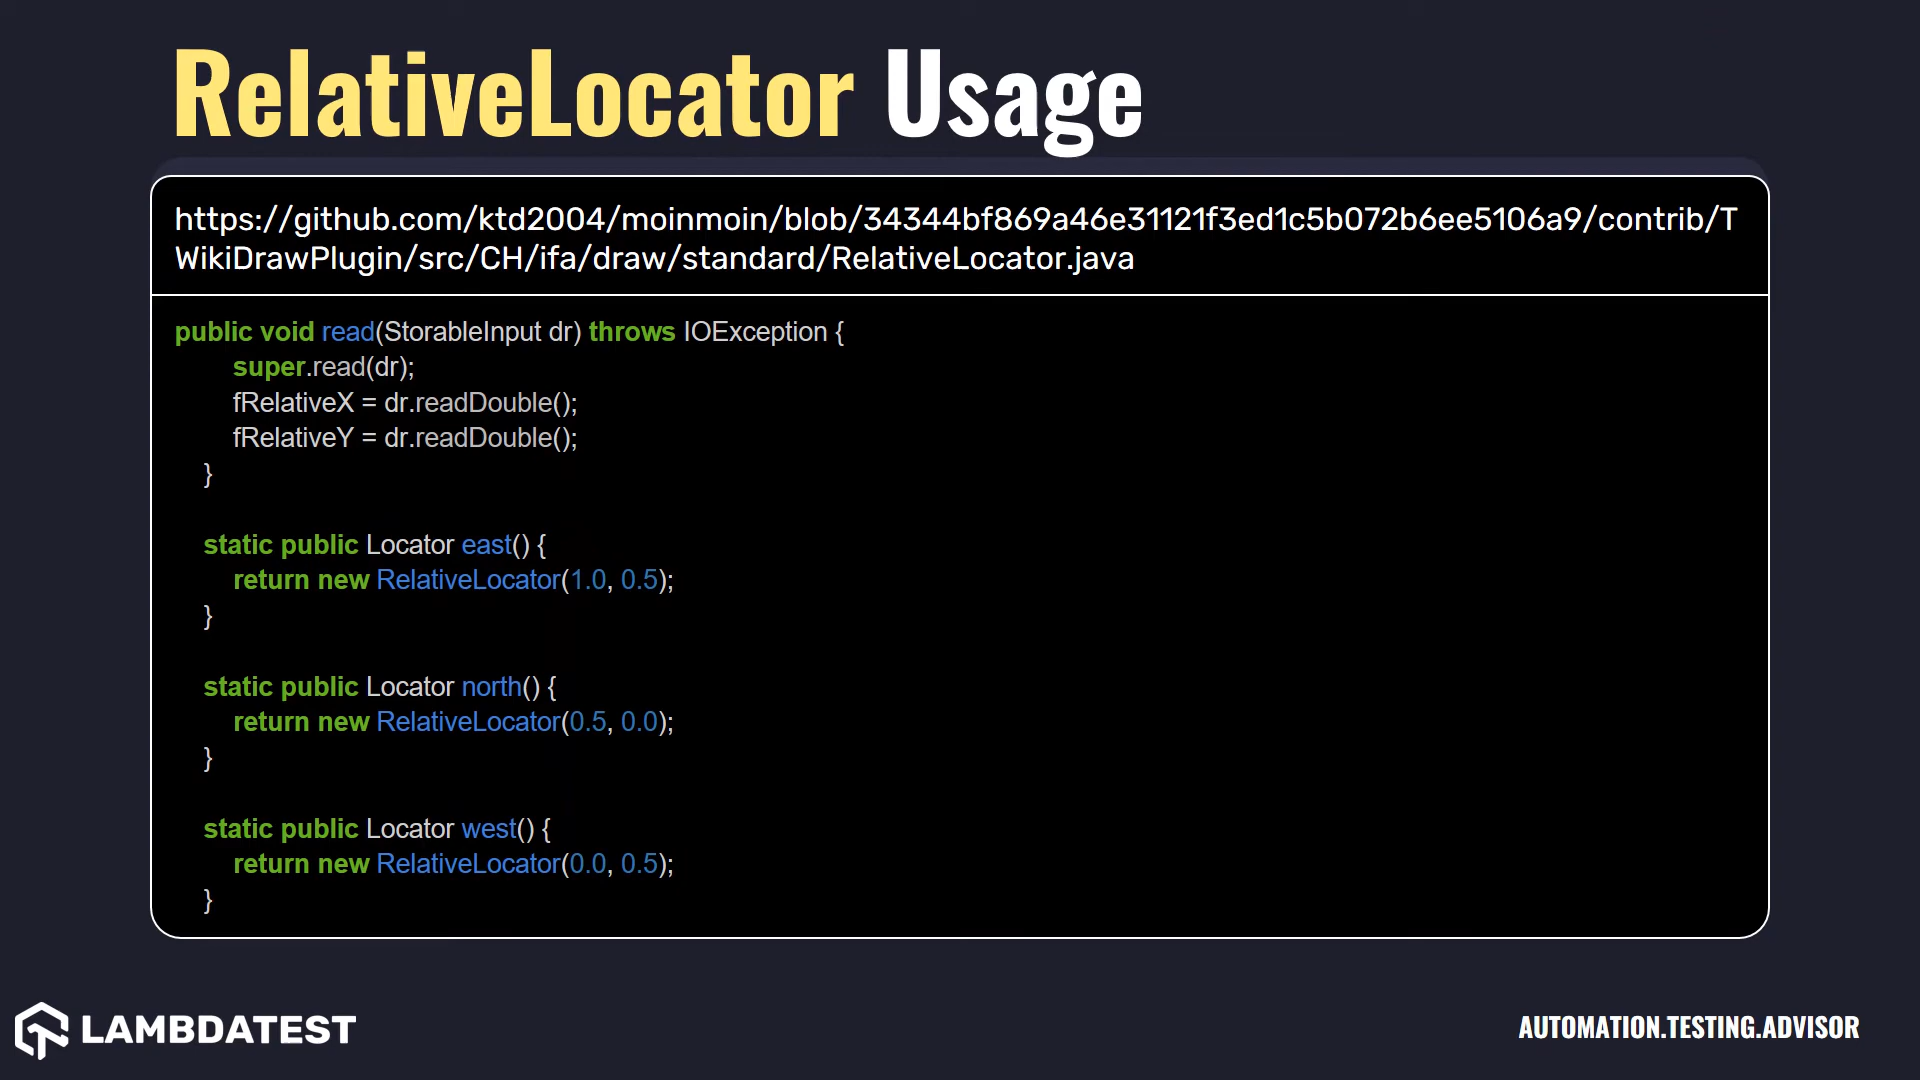 RelativeLocator Usage
https://github.com/ktd2004/moinmoin/blob/34344bf869a46e31121f3ed1c5b072b6ee5106a9/contrib/T
WikiDrawPlugin/src/CH/ifa/draw/standard/RelativeLocator.java
public void read(StorableInput dr) throws IOException {
super.read(dr);
fRelativeX = dr.readDouble();
fRelativeY = dr.readDouble();
}
static public Locator east() {
return new RelativeLocator(1.0, 0.5);
}
static public Locator north() {
return new RelativeLocator(0.5, 0.0);
}
static public Locator west() {
return new RelativeLocator(0.0, 0.5);
}
LAMBDATEST
AUTOMATION.TESTING.ADVISOR